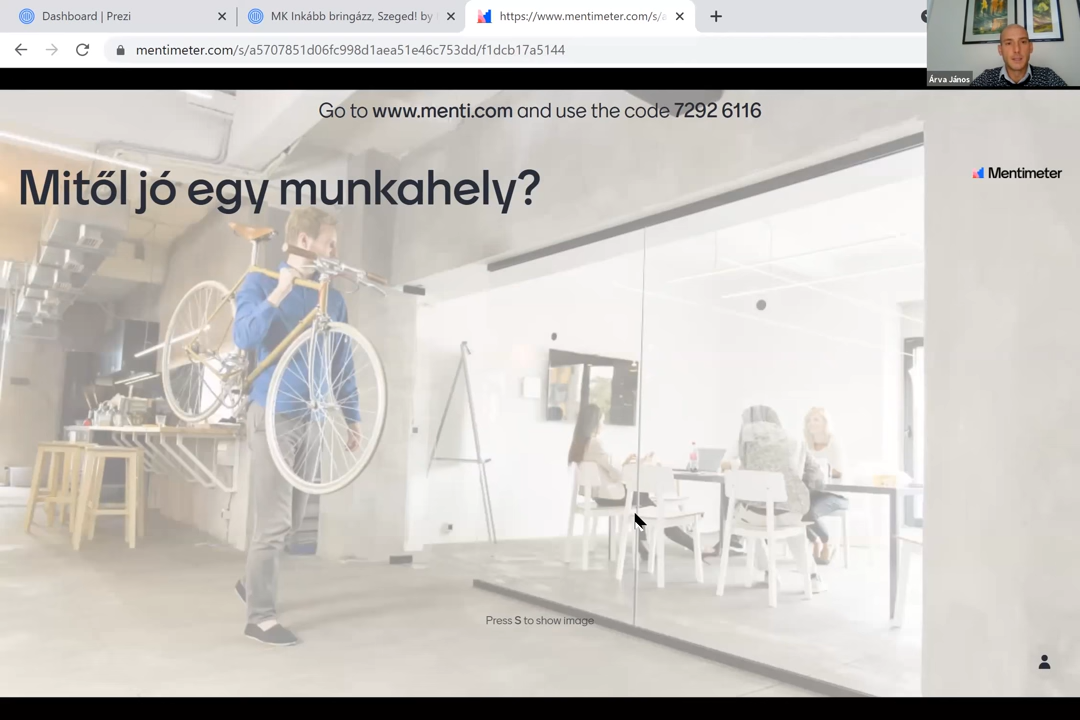 Dashboard | Prezi
MK Inkább bringázz, Szeged! by
https://www.mentimeter.com/s/
mentimeter.com/s/a5707851d06fc998d1aea51e46c753dd/f1dcb17a5144
Árva János
Go to www.menti.com and use the code 7292 6116
Mitől jó egy munkahely?
Mentimeter
Press S to show image